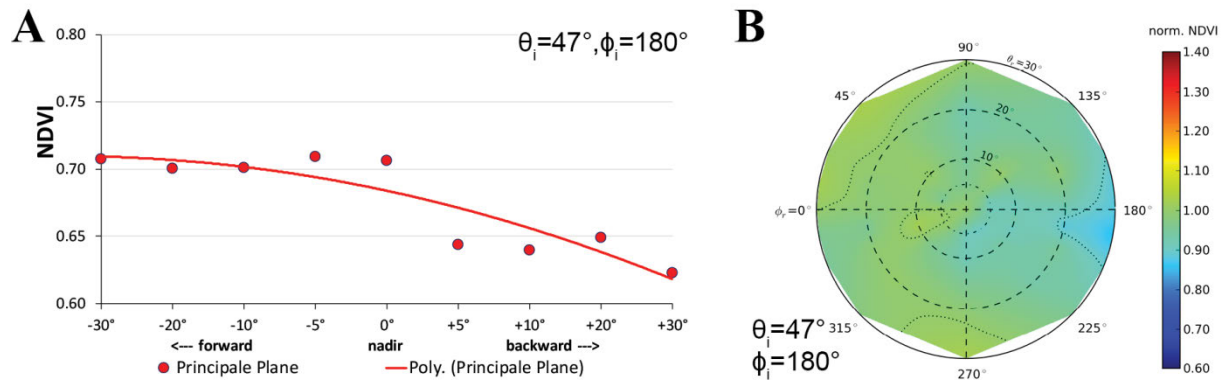 A
0.80
θi=47°,ϕi=180°
0.75
NDVI
0.70
0.65
0.60
-30° -20° -10° -5° 0° +5° +10° +20° +30°
<--- forward nadir backward --->
Principale Plane Poly. (Principale Plane)
B
norm. NDVI
90°
θr=30°
45° 135°
20°
10°
ϕr=0° 180°
315° 225°
270°
θi=47°
ϕi=180°
1.40
1.30
1.20
1.10
1.00
0.90
0.80
0.70
0.60